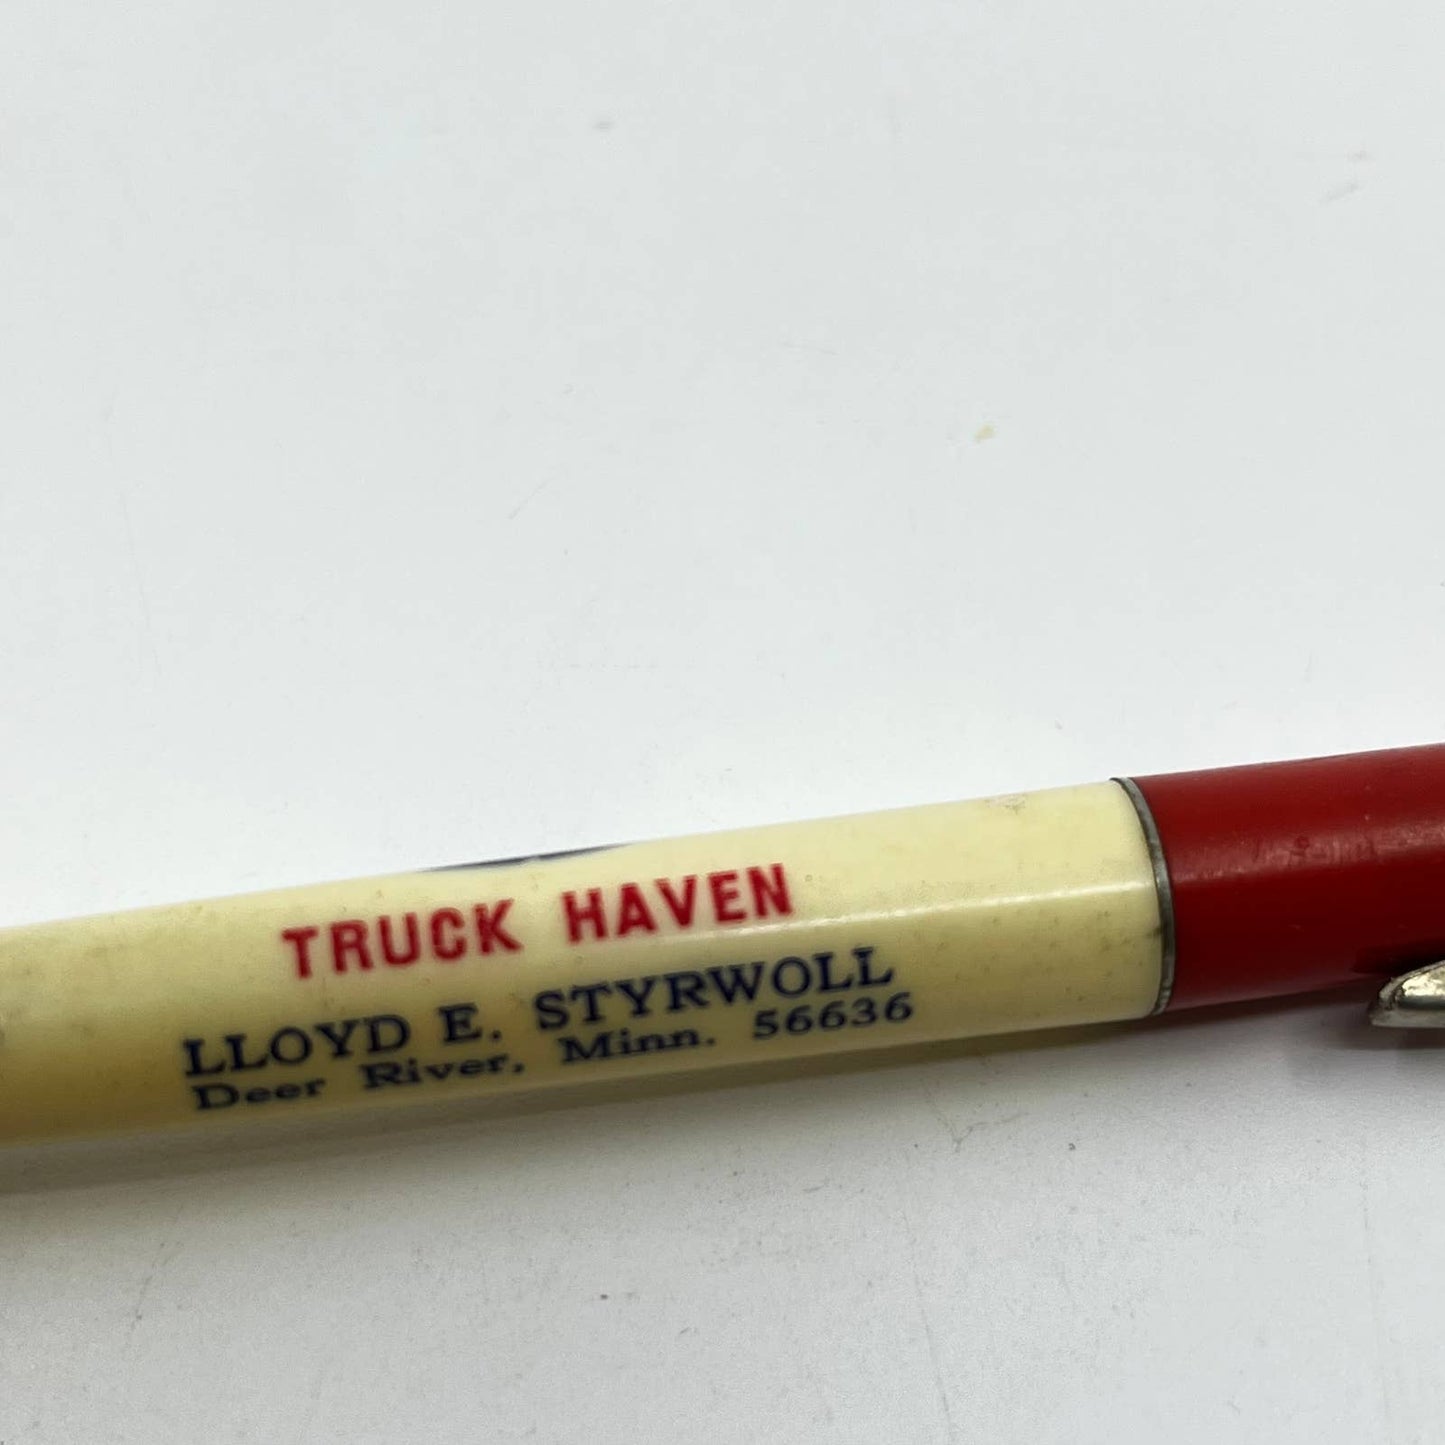 TRUCK HAVEN
LLOYD E. STYRWOLL
Deer River, Minn. 56636